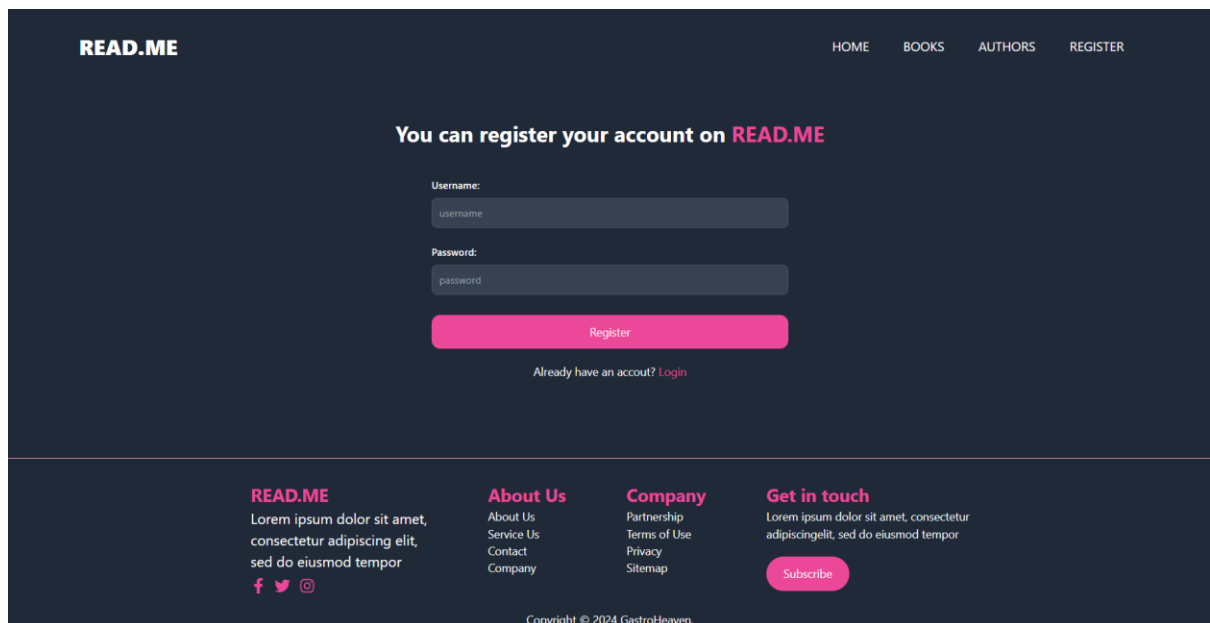 READ.ME
HOME BOOKS AUTHORS REGISTER
You can register your account on READ.ME
Username:
username
Password:
password
Register
Already have an accout? Login
READ.ME
Lorem ipsum dolor sit amet,
consectetur adipiscing elit,
sed do eiusmod tempor
About Us
About Us
Service Us
Contact
Company
Company
Partnership
Terms of Use
Privacy
Sitemap
Get in touch
Lorem ipsum dolor sit amet, consectetur
adipiscingelit, sed do eiusmod tempor
Subscribe
Copyright © 2024 GastroHeaven.